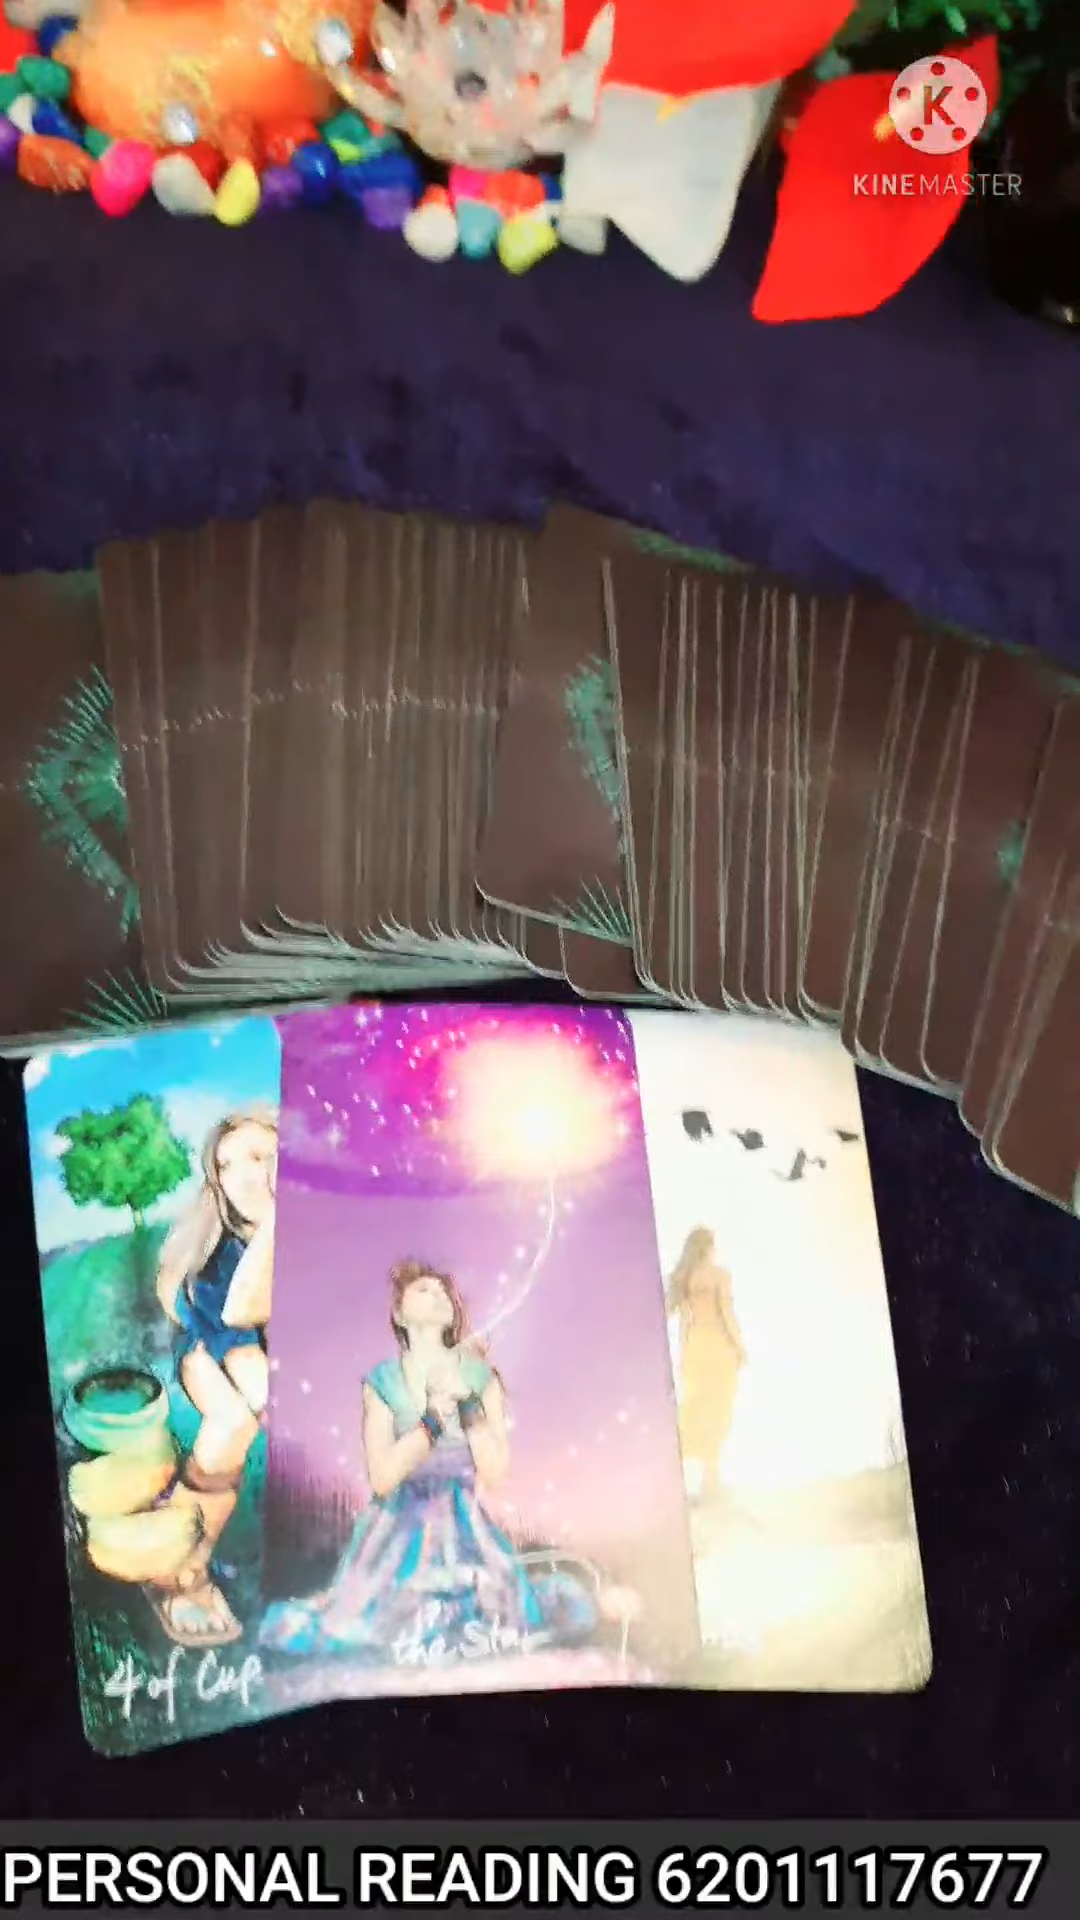 K
KINEMASTER
4 of Cup
the Star
PERSONAL READING 6201117677